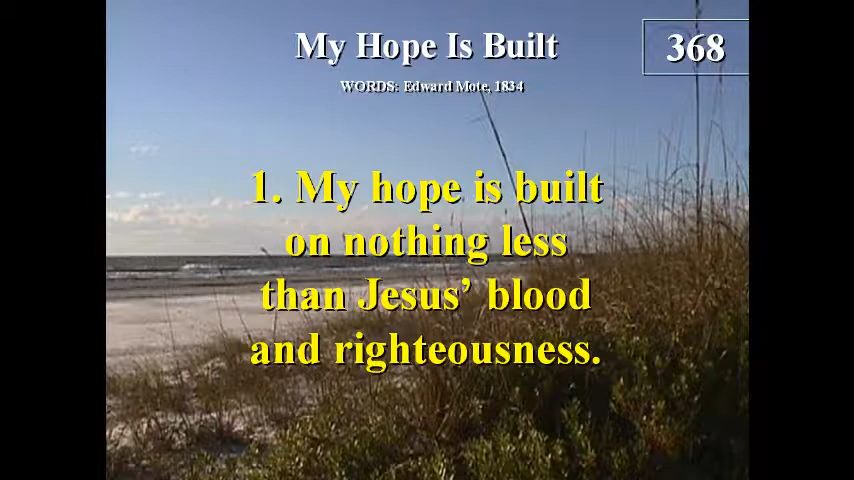 My Hope Is Built
368
WORDS: Edward Mote, 1834
1. My hope is built
on nothing less
than Jesus’ blood
and righteousness.